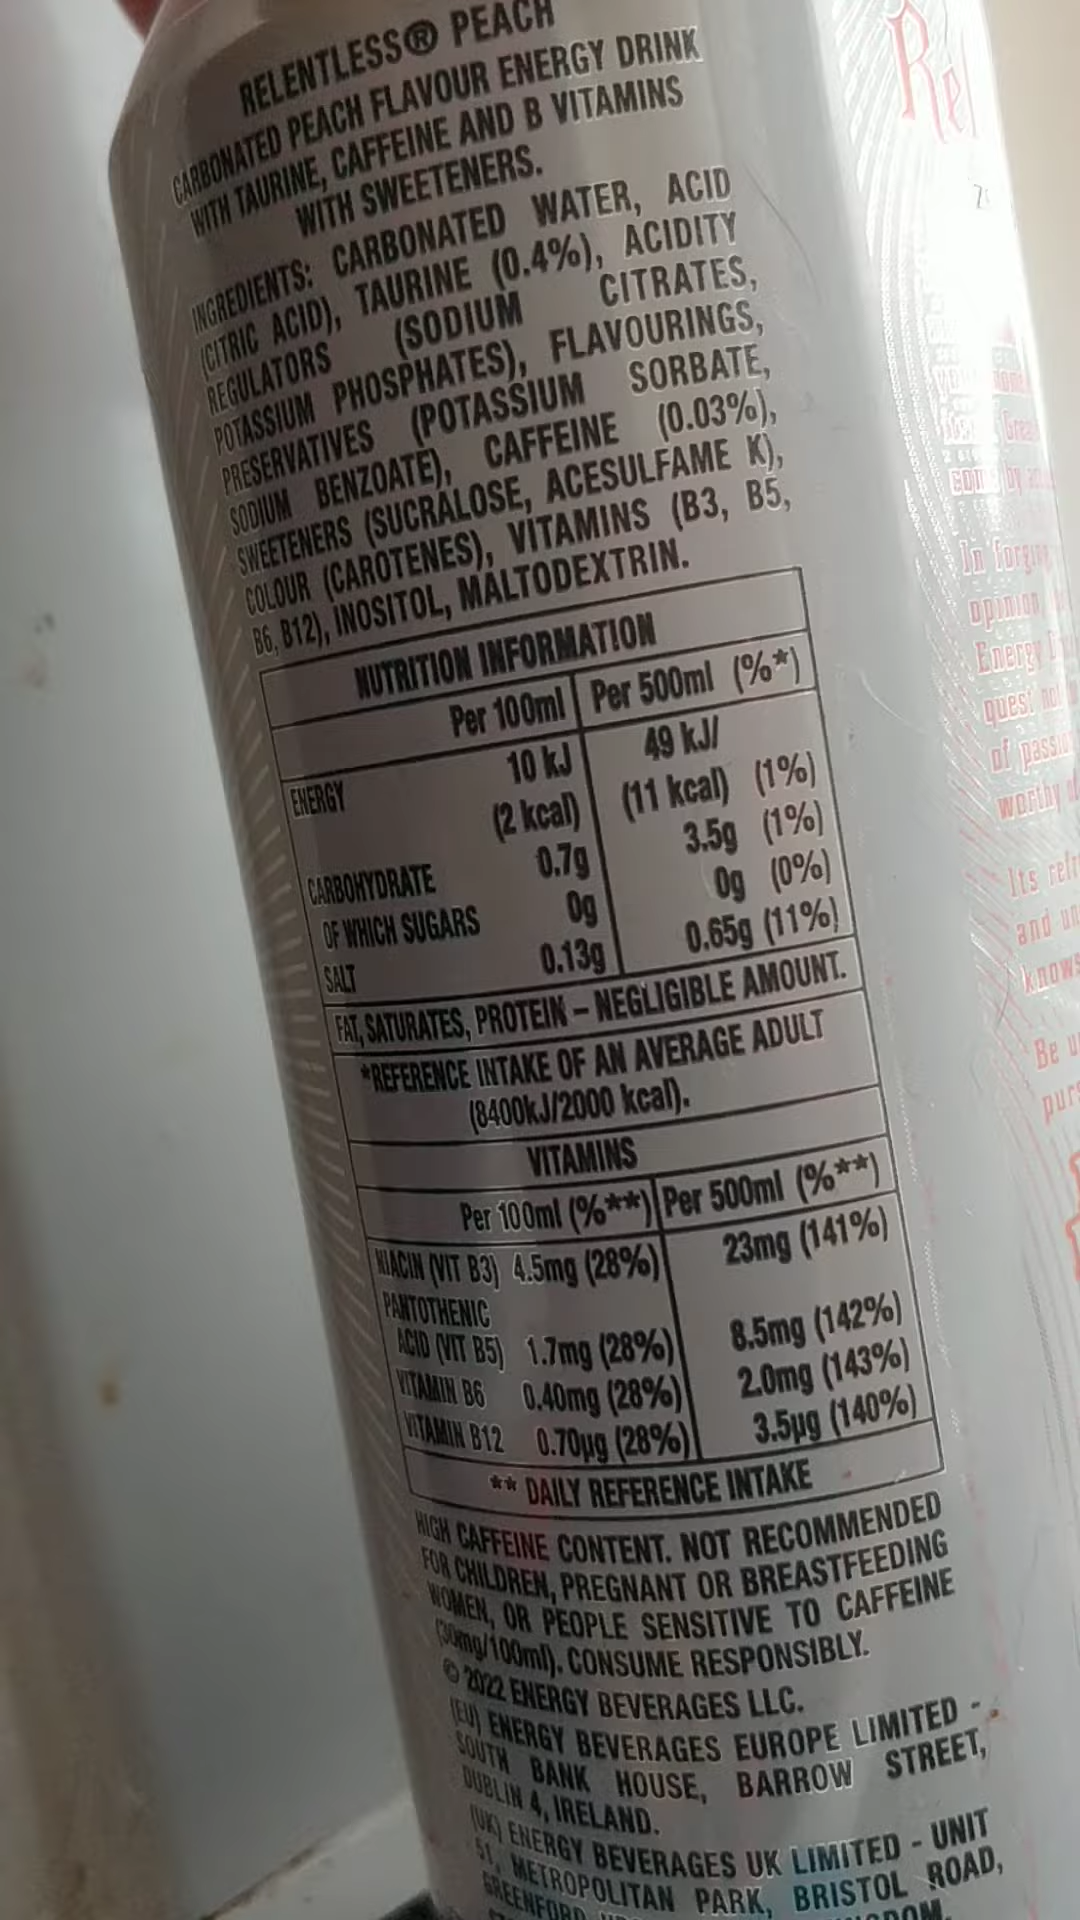 RELENTLESS® PEACH
CARBONATED PEACH FLAVOUR ENERGY DRINK
WITH TAURINE, CAFFEINE AND B VITAMINS
WITH SWEETENERS.
INGREDIENTS: CARBONATED WATER, ACID
(CITRIC ACID), TAURINE (0.4%), ACIDITY
REGULATORS (SODIUM CITRATES,
POTASSIUM PHOSPHATES), FLAVOURINGS,
PRESERVATIVES (POTASSIUM SORBATE,
SODIUM BENZOATE), CAFFEINE (0.03%),
SWEETENERS (SUCRALOSE, ACESULFAME K),
COLOUR (CAROTENES), VITAMINS (B3, B5,
B6, B12), INOSITOL, MALTODEXTRIN.
NUTRITION INFORMATION
Per 100ml Per 500ml (%*)
ENERGY 10 kJ 49 kJ/
(2 kcal) (11 kcal) (1%)
CARBOHYDRATE 0.7g 3.5g (1%)
OF WHICH SUGARS 0g 0g (0%)
SALT 0.13g 0.65g (11%)
FAT, SATURATES, PROTEIN – NEGLIGIBLE AMOUNT.
*REFERENCE INTAKE OF AN AVERAGE ADULT
(8400kJ/2000 kcal).
VITAMINS
Per 100ml (%**) Per 500ml (%**)
NIACIN (VIT B3) 4.5mg (28%) 23mg (141%)
PANTOTHENIC
ACID (VIT B5) 1.7mg (28%) 8.5mg (142%)
VITAMIN B6 0.40mg (28%) 2.0mg (143%)
VITAMIN B12 0.70µg (28%) 3.5µg (140%)
** DAILY REFERENCE INTAKE
HIGH CAFFEINE CONTENT. NOT RECOMMENDED
FOR CHILDREN, PREGNANT OR BREASTFEEDING
WOMEN, OR PEOPLE SENSITIVE TO CAFFEINE
(30mg/100ml). CONSUME RESPONSIBLY.
© 2022 ENERGY BEVERAGES LLC.
(EU) ENERGY BEVERAGES EUROPE LIMITED -
SOUTH BANK HOUSE, BARROW STREET,
DUBLIN 4, IRELAND.
(UK) ENERGY BEVERAGES UK LIMITED - UNIT
51, METROPOLITAN PARK, BRISTOL ROAD,
GREENFORD
Rel
by
In
opinion
Energy
quest
of
worthy
Its
and
knows
Be